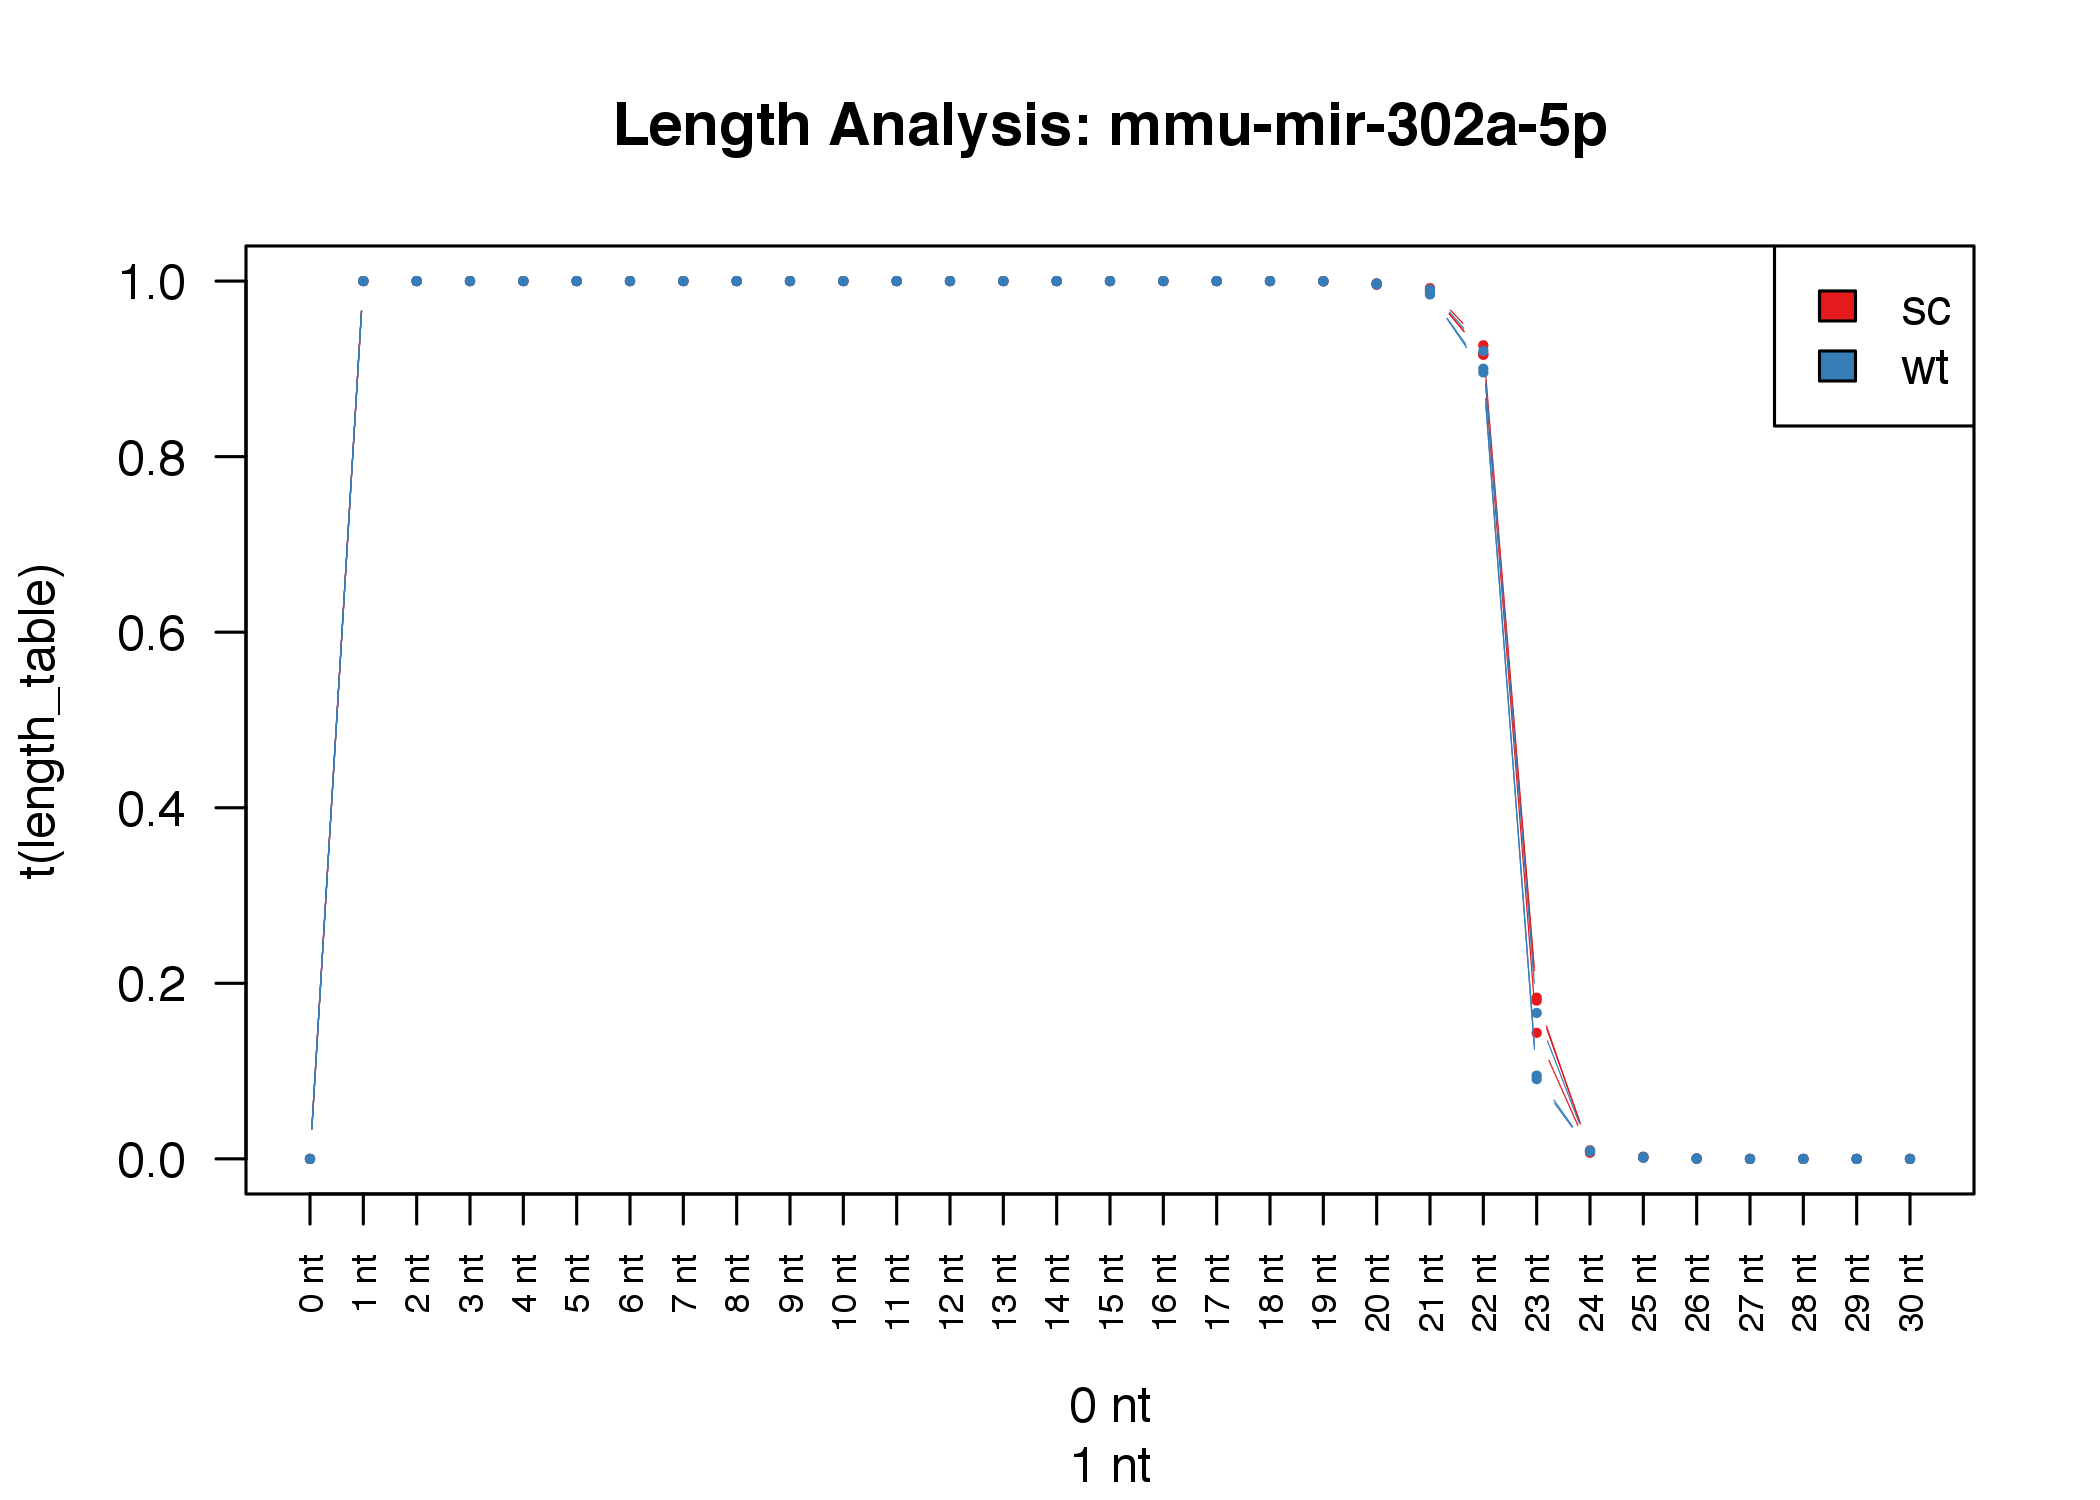 Length Analysis: mmu-mir-302a-5p
sc
wt
t(length_table)
1.0
0.8
0.6
0.4
0.2
0.0
0 nt
1 nt
2 nt
3 nt
4 nt
5 nt
6 nt
7 nt
8 nt
9 nt
10 nt
11 nt
12 nt
13 nt
14 nt
15 nt
16 nt
17 nt
18 nt
19 nt
20 nt
21 nt
22 nt
23 nt
24 nt
25 nt
26 nt
27 nt
28 nt
29 nt
30 nt
0 nt
1 nt